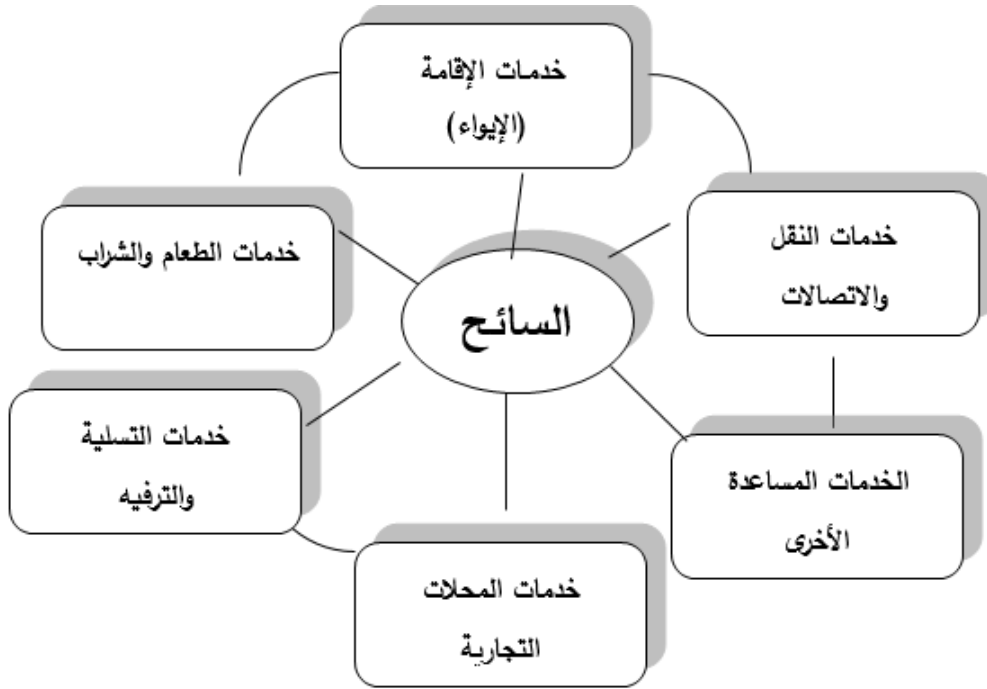 خدمات الإقامة
(الإيواء)
خدمات النقل
والاتصالات
خدمات الطعام والشراب
السائح
خدمات التسلية
والترفيه
الخدمات المساعدة
الأخرى
خدمات المحلات
التجارية